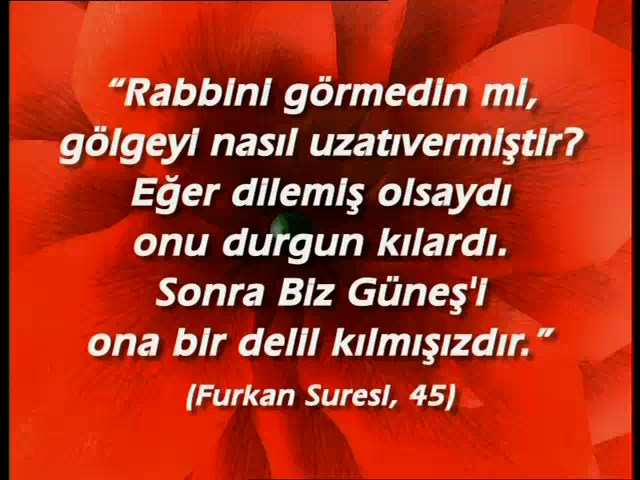 “Rabbini görmedin mi,
gölgeyi nasıl uzatıvermiştir?
Eğer dilemiş olsaydı
onu durgun kılardı.
Sonra Biz Güneş'i
ona bir delil kılmışızdır.”
(Furkan Suresi, 45)